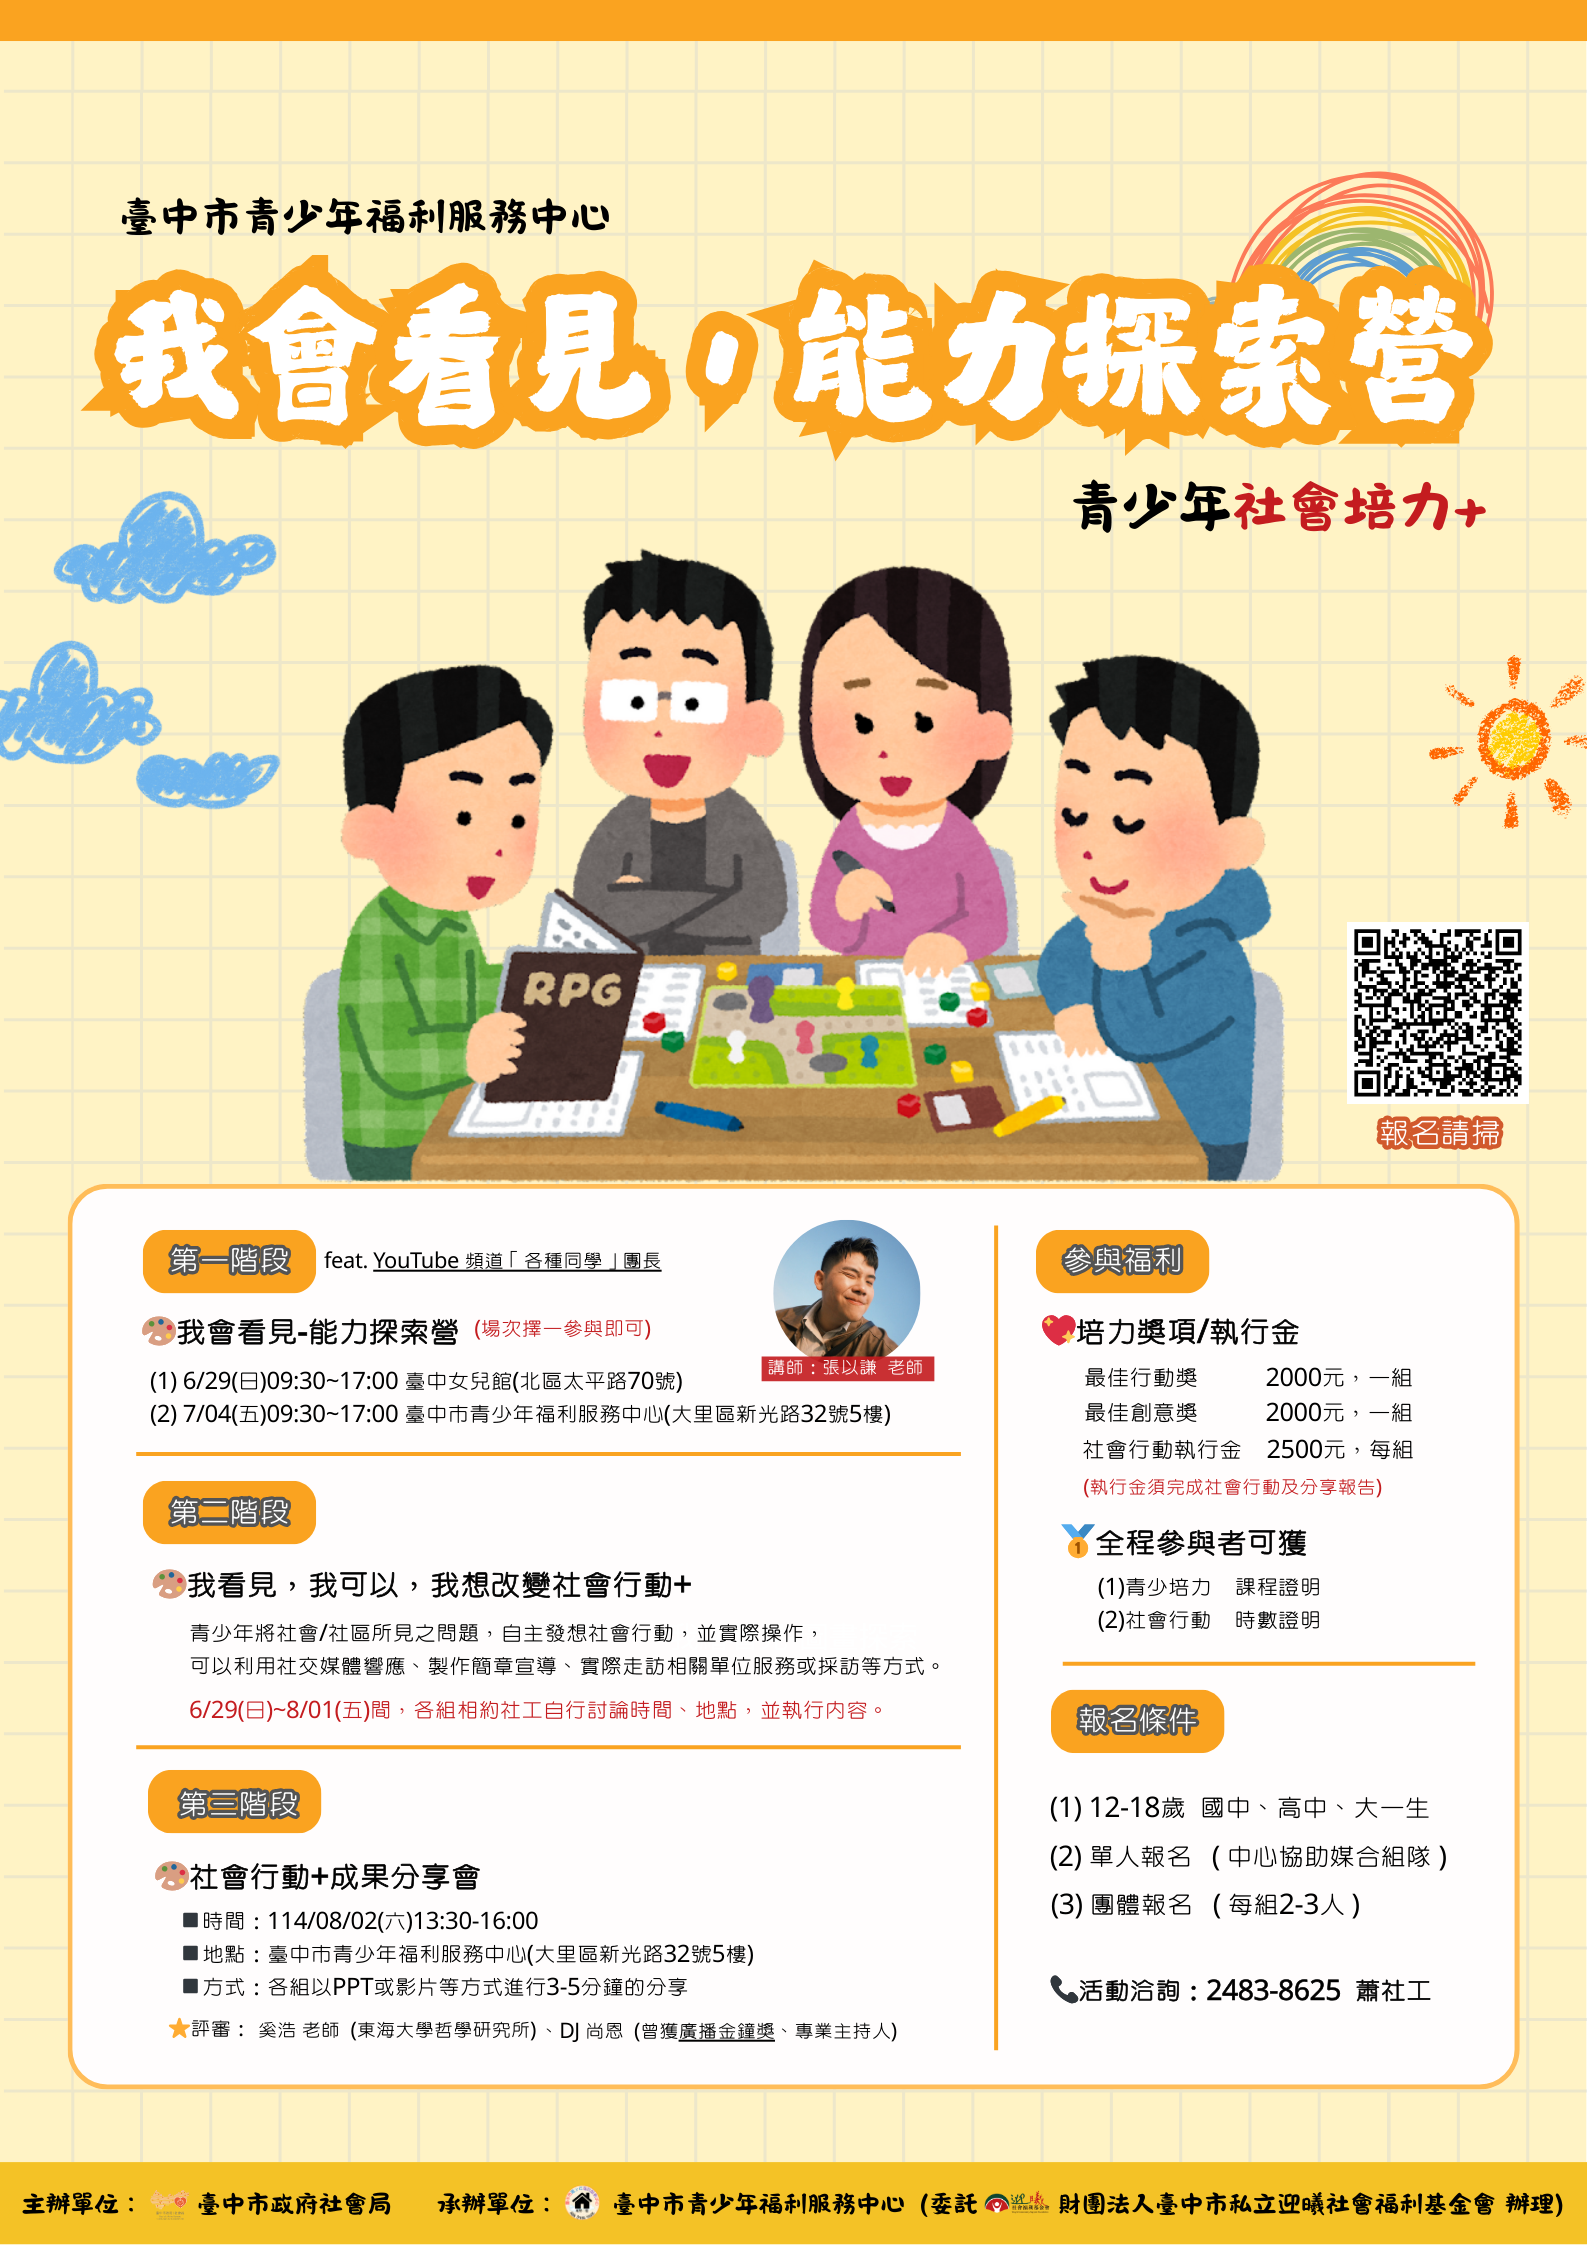 臺中市青少年福利服務中心
我會看見，能力探索營
青少年社會培力+
RPG
報名請掃
第一階段 feat. YouTube 頻道「各種同學」團長
我會看見-能力探索營 (場次擇一參與即可)
講師：張以謙 老師
(1) 6/29(日)09:30~17:00 臺中女兒館(北區太平路70號)
(2) 7/04(五)09:30~17:00 臺中市青少年福利服務中心(大里區新光路32號5樓)
第二階段
我看見，我可以，我想改變社會行動+
青少年將社會/社區所見之問題，自主發想社會行動，並實際操作，
可以利用社交媒體響應、製作簡章宣導、實際走訪相關單位服務或採訪等方式。
6/29(日)~8/01(五)間，各組相約社工自行討論時間、地點，並執行內容。
第三階段
社會行動+成果分享會
時間：114/08/02(六)13:30-16:00
地點：臺中市青少年福利服務中心(大里區新光路32號5樓)
方式：各組以PPT或影片等方式進行3-5分鐘的分享
評審： 奚浩 老師 (東海大學哲學研究所)、DJ 尚恩 (曾獲廣播金鐘獎、專業主持人)
參與福利
培力獎項/執行金
最佳行動獎 2000元，一組
最佳創意獎 2000元，一組
社會行動執行金 2500元，每組
(執行金須完成社會行動及分享報告)
全程參與者可獲
(1)青少培力 課程證明
(2)社會行動 時數證明
報名條件
(1) 12-18歲 國中、高中、大一生
(2) 單人報名 (中心協助媒合組隊)
(3) 團體報名 (每組2-3人)
活動洽詢：2483-8625 蕭社工
主辦單位： 臺中市政府社會局 承辦單位： 臺中市青少年福利服務中心 (委託 迎曦 財團法人臺中市私立迎曦社會福利基金會 辦理)